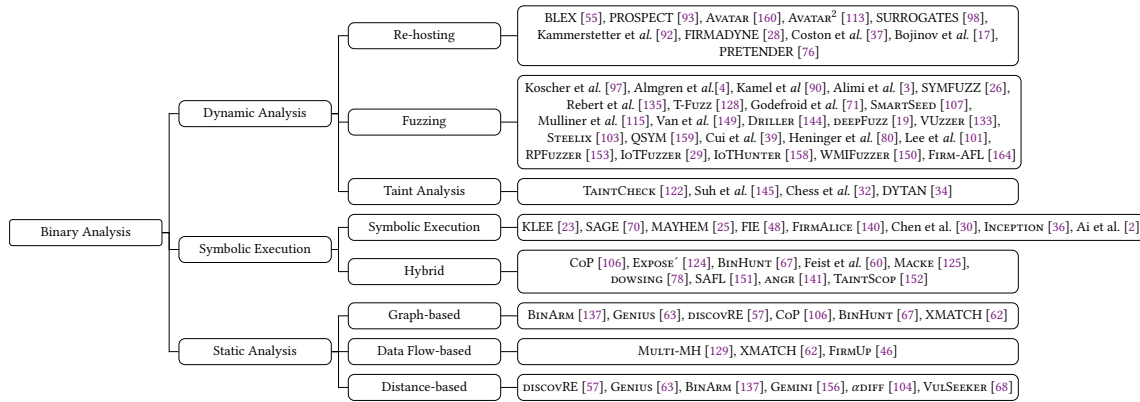 BLEX [55], PROSPECT [93], Avatar [160], Avatar² [113], SURROGATES [98],
Re-hosting
Kammerstetter et al. [92], FIRMADYNE [28], Coston et al. [37], Bojinov et al. [17],
PRETENDER [76]
Koscher et al. [97], Almgren et al.[4], Kamel et al [90], Alimi et al. [3], SYMFUZZ [26],
Rebert et al. [135], T-Fuzz [128], Godefroid et al. [71], SmartSeed [107],
Dynamic Analysis
Fuzzing
Mulliner et al. [115], Van et al. [149], Driller [144], deepFuzz [19], VUzzer [133],
Steelix [103], QSYM [159], Cui et al. [39], Heninger et al. [80], Lee et al. [101],
RPFuzzer [153], IoTFuzzer [29], IoTHunter [158], WMIFuzzer [150], Firm-AFL [164]
Taint Analysis
TaintCheck [122], Suh et al. [145], Chess et al. [32], DYTAN [34]
Binary Analysis
Symbolic Execution
Symbolic Execution
KLEE [23], SAGE [70], MAYHEM [25], FIE [48], FirmAlice [140], Chen et al. [30], Inception [36], Ai et al. [2]
Hybrid
CoP [106], Expose´ [124], BinHunt [67], Feist et al. [60], Macke [125],
dowsing [78], SAFL [151], angr [141], TaintScop [152]
Graph-based
BinArm [137], Genius [63], discovRE [57], CoP [106], BinHunt [67], XMATCH [62]
Static Analysis
Data Flow-based
Multi-MH [129], XMATCH [62], FirmUp [46]
Distance-based
discovRE [57], Genius [63], BinArm [137], Gemini [156], αdiff [104], VulSeeker [68]